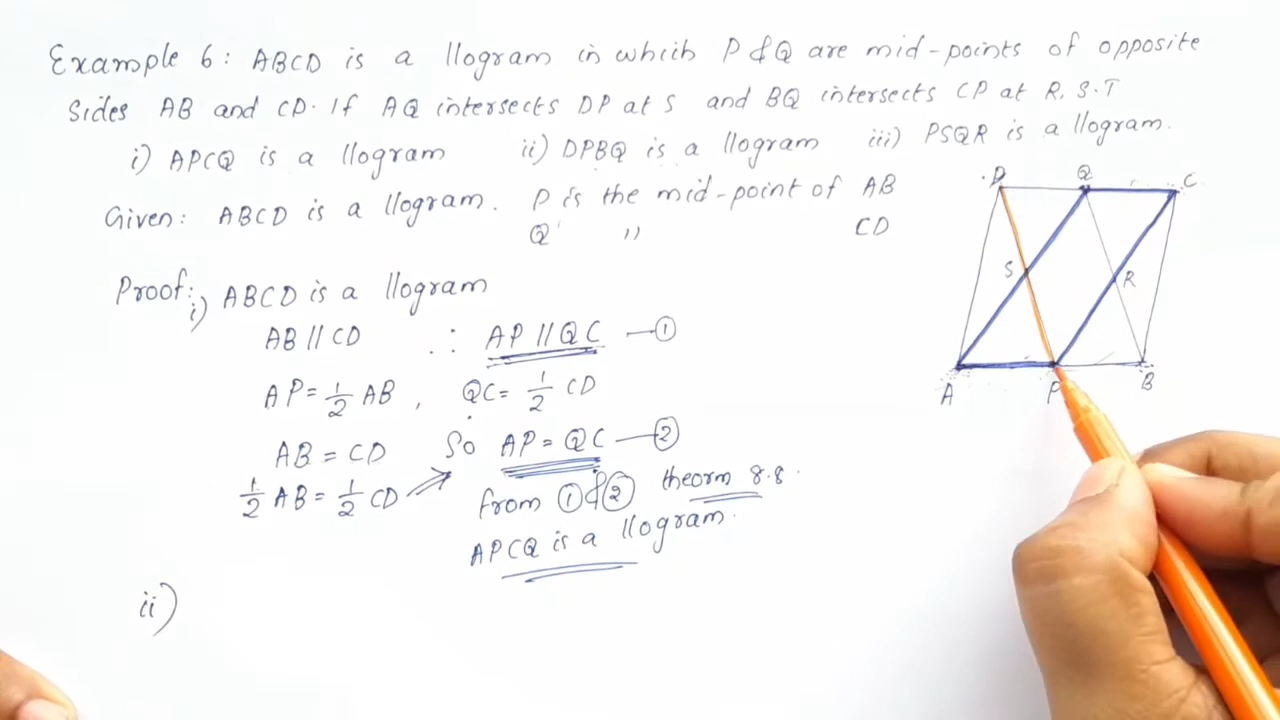 Example 6: ABCD is a llogram in which P & Q are mid-points of opposite
sides AB and CD. If AQ intersects DP at S and BQ intersects CP at R. S.T
i) APCQ is a llogram ii) DPBQ is a llogram iii) PSQR is a llogram.
Given: ABCD is a llogram. P is the mid-point of AB
Q " CD
Proof: i) ABCD is a llogram
AB // CD ∴ AP // QC — ①
AP = 1/2 AB, QC = 1/2 CD
AB = CD So AP = QC — ②
1/2 AB = 1/2 CD
from ① & ② theorm 8.8.
APCQ is a llogram.
ii)
D Q C
S R
A P B